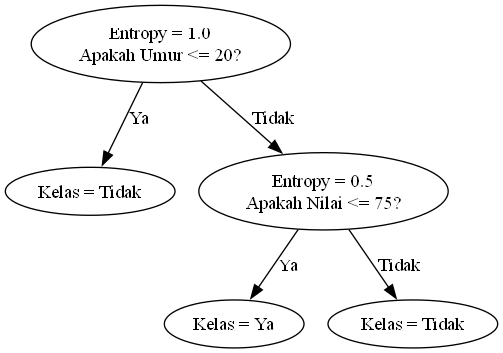 Entropy = 1.0
Apakah Umur <= 20?
Ya
Tidak
Kelas = Tidak
Entropy = 0.5
Apakah Nilai <= 75?
Ya
Tidak
Kelas = Ya
Kelas = Tidak